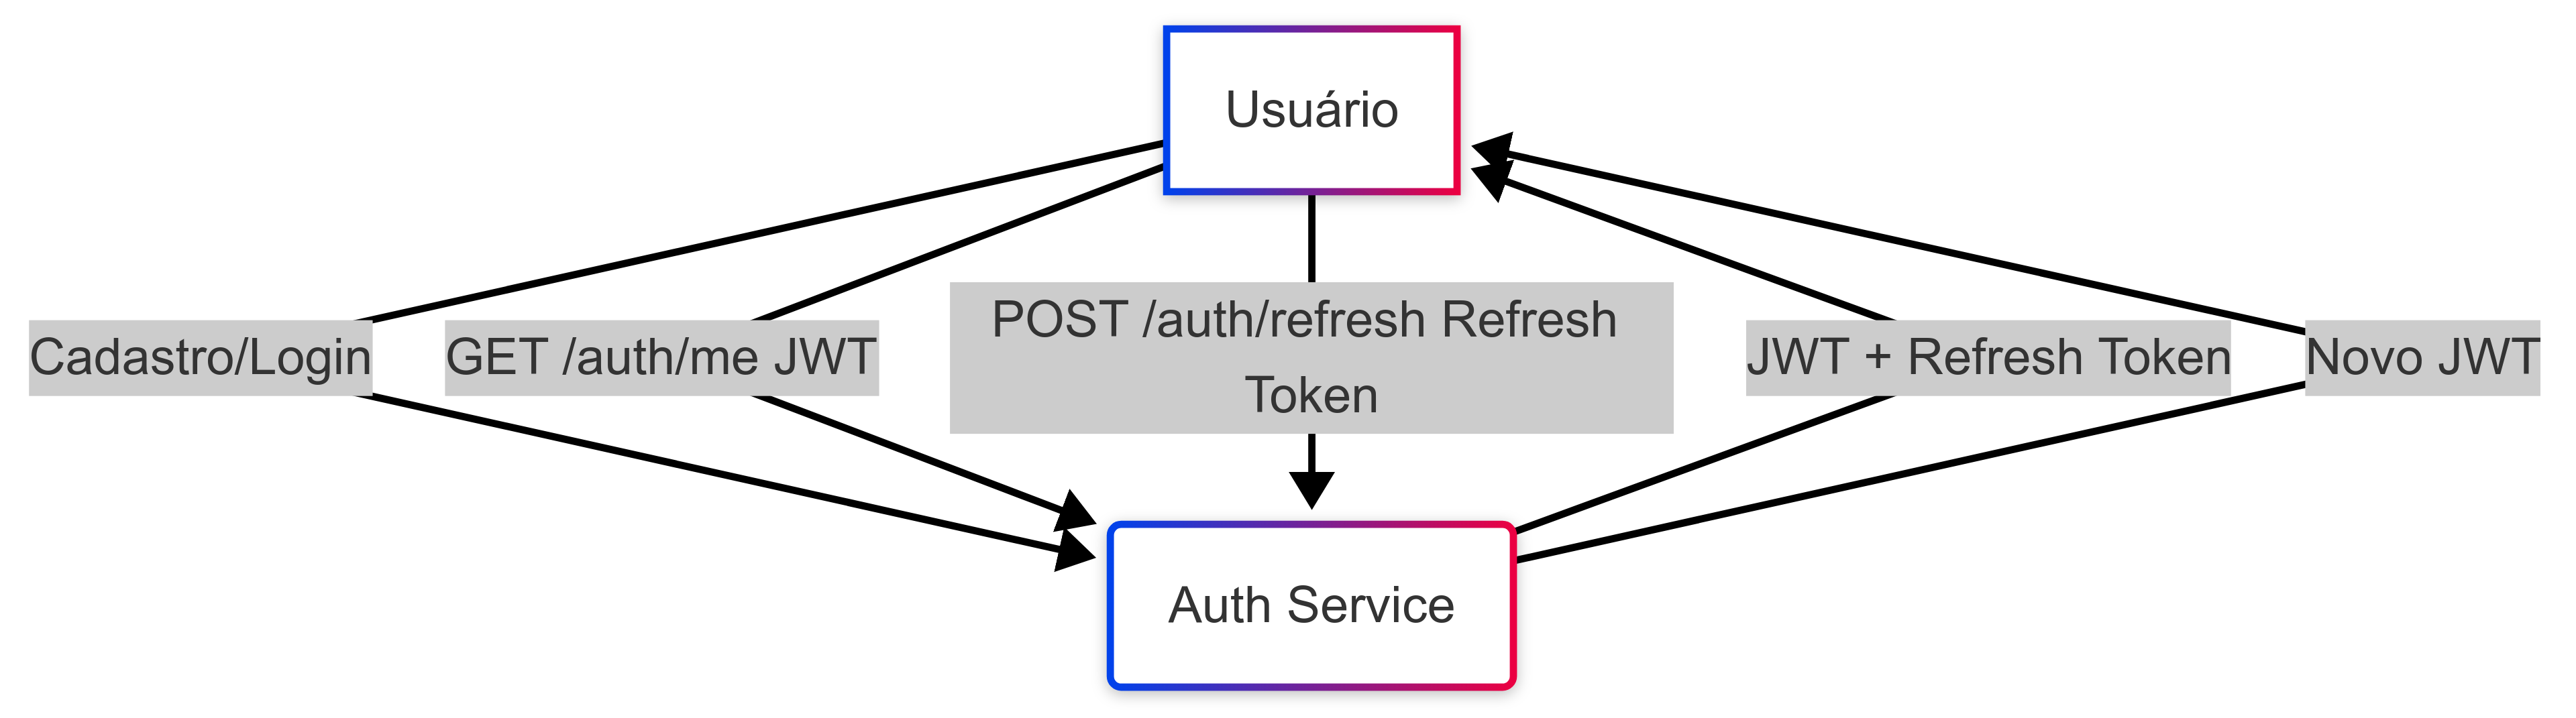 Usuário
Cadastro/Login
GET /auth/me JWT
POST /auth/refresh Refresh
Token
JWT + Refresh Token
Novo JWT
Auth Service